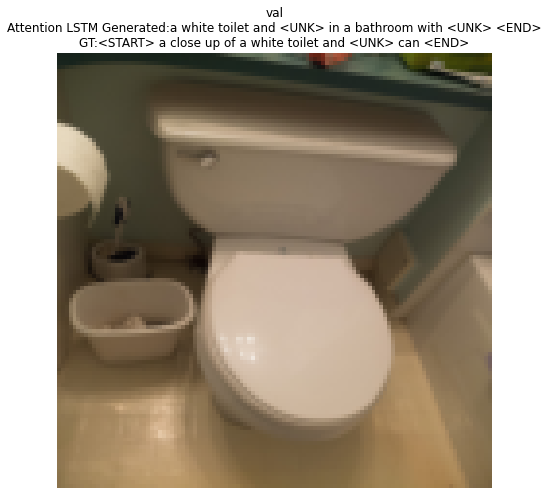 val
Attention LSTM Generated:a white toilet and <UNK> in a bathroom with <UNK> <END>
GT:<START> a close up of a white toilet and <UNK> can <END>